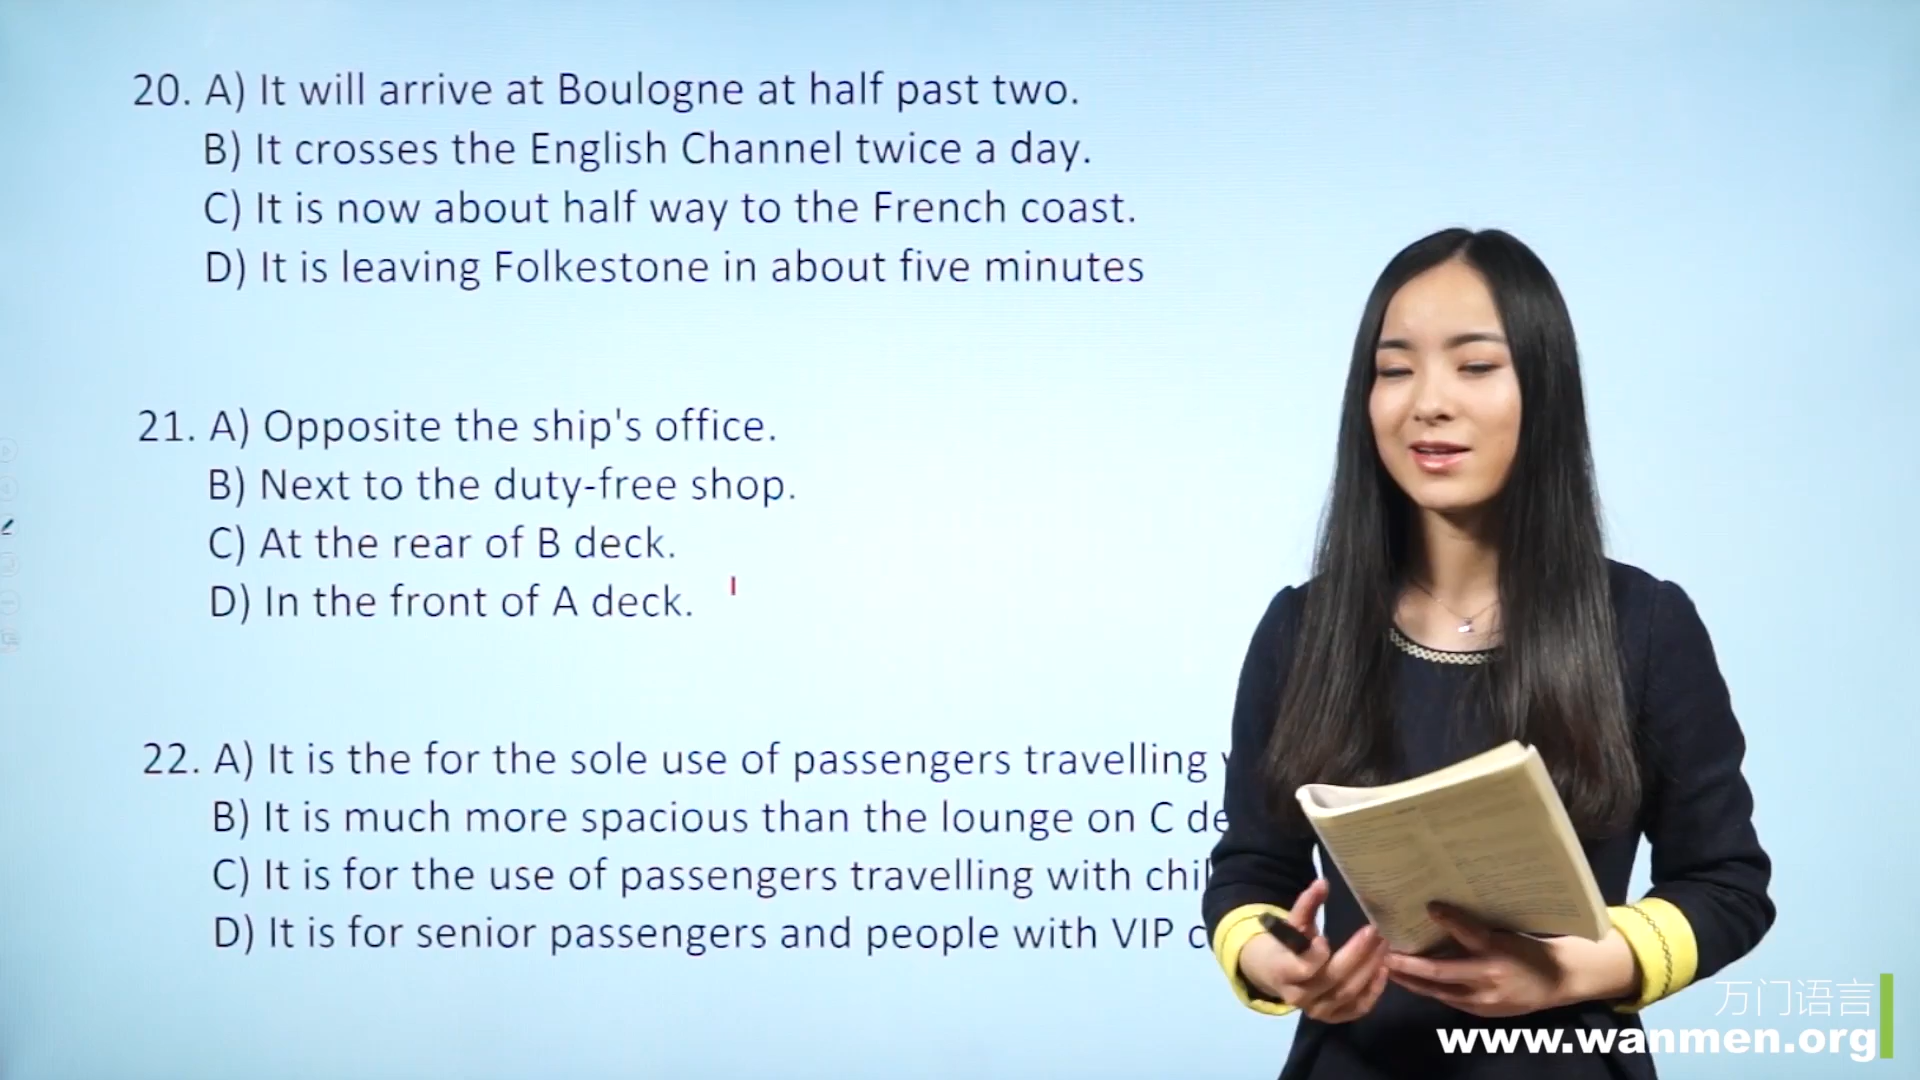 20. A) It will arrive at Boulogne at half past two.
B) It crosses the English Channel twice a day.
C) It is now about half way to the French coast.
D) It is leaving Folkestone in about five minutes
21. A) Opposite the ship's office.
B) Next to the duty-free shop.
C) At the rear of B deck.
D) In the front of A deck.
22. A) It is the for the sole use of passengers travelling
B) It is much more spacious than the lounge on C
C) It is for the use of passengers travelling with
D) It is for senior passengers and people with VIP
万门语言
www.wanmen.org